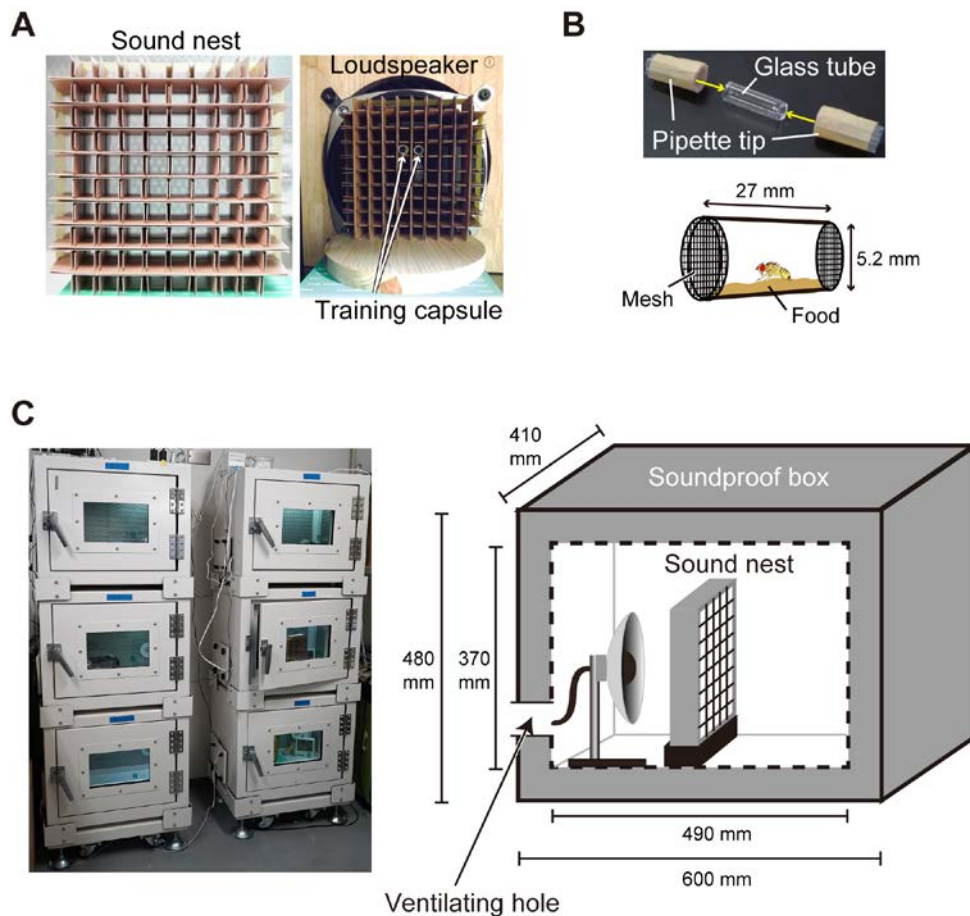 A
Sound nest
Loudspeaker
Training capsule
B
Glass tube
Pipette tip
27 mm
5.2 mm
Mesh
Food
C
410
mm
Soundproof box
Sound nest
480
mm
370
mm
490 mm
600 mm
Ventilating hole